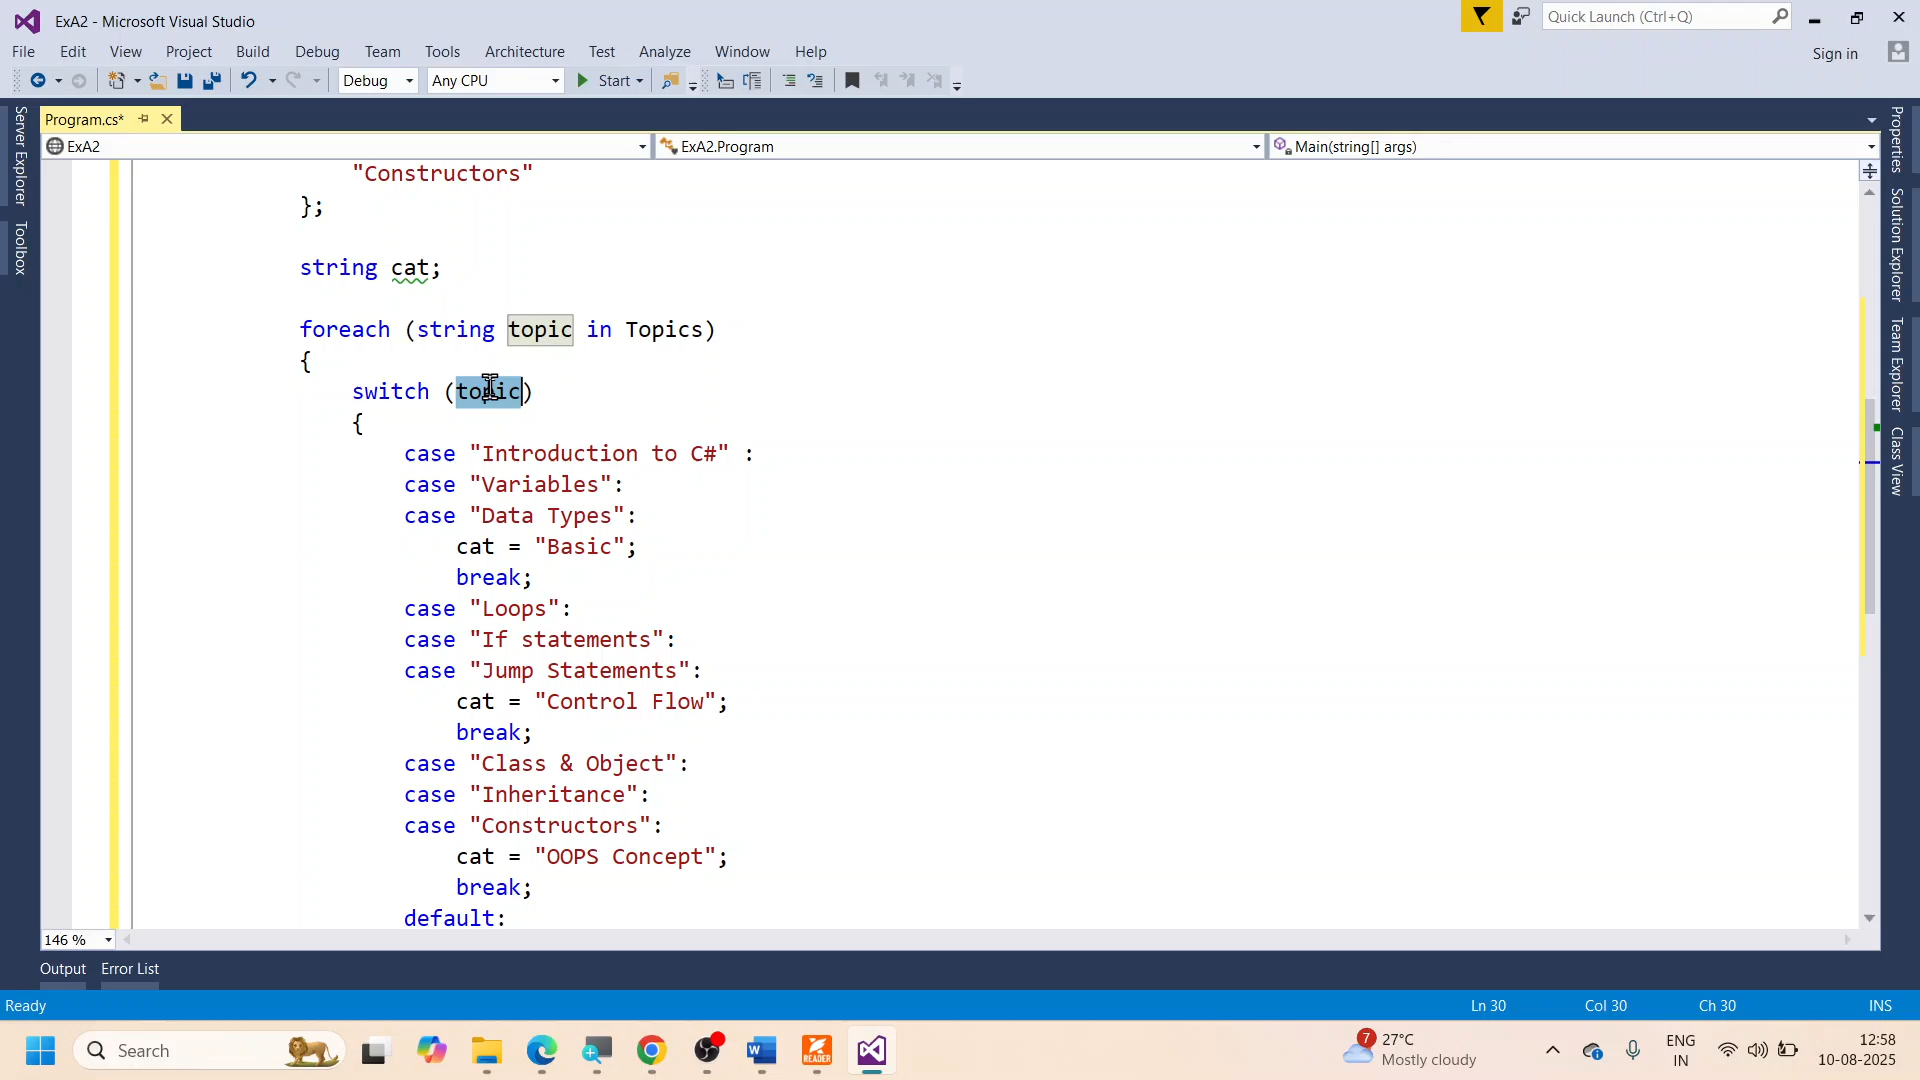 ExA2 - Microsoft Visual Studio
Quick Launch (Ctrl+Q)
File Edit View Project Build Debug Team Tools Architecture Test Analyze Window Help
Sign in
Debug Any CPU Start
Server Explorer
Toolbox
Program.cs*
ExA2
ExA2.Program
Main(string[] args)
"Constructors"
};
string cat;
foreach (string topic in Topics)
{
switch (topic)
{
case "Introduction to C#" :
case "Variables":
case "Data Types":
cat = "Basic";
break;
case "Loops":
case "If statements":
case "Jump Statements":
cat = "Control Flow";
break;
case "Class & Object":
case "Inheritance":
case "Constructors":
cat = "OOPS Concept";
break;
default:
Properties
Solution Explorer
Team Explorer
Class View
146 %
Output Error List
Ready
Ln 30 Col 30 Ch 30 INS
Search
READER
7
27°C
Mostly cloudy
ENG
IN
12:58
10-08-2025